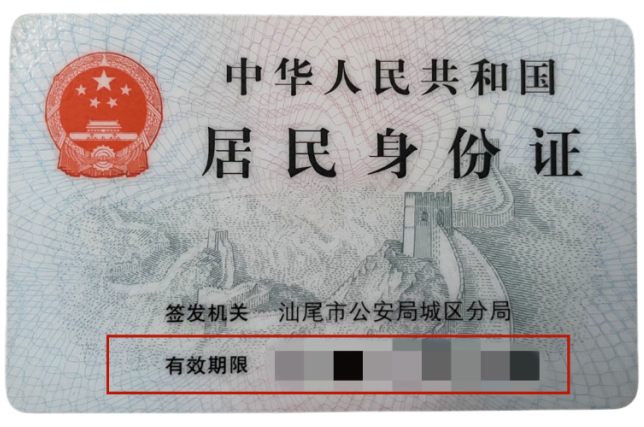 中华人民共和国
居民身份证
签发机关 汕尾市公安局城区分局
有效期限